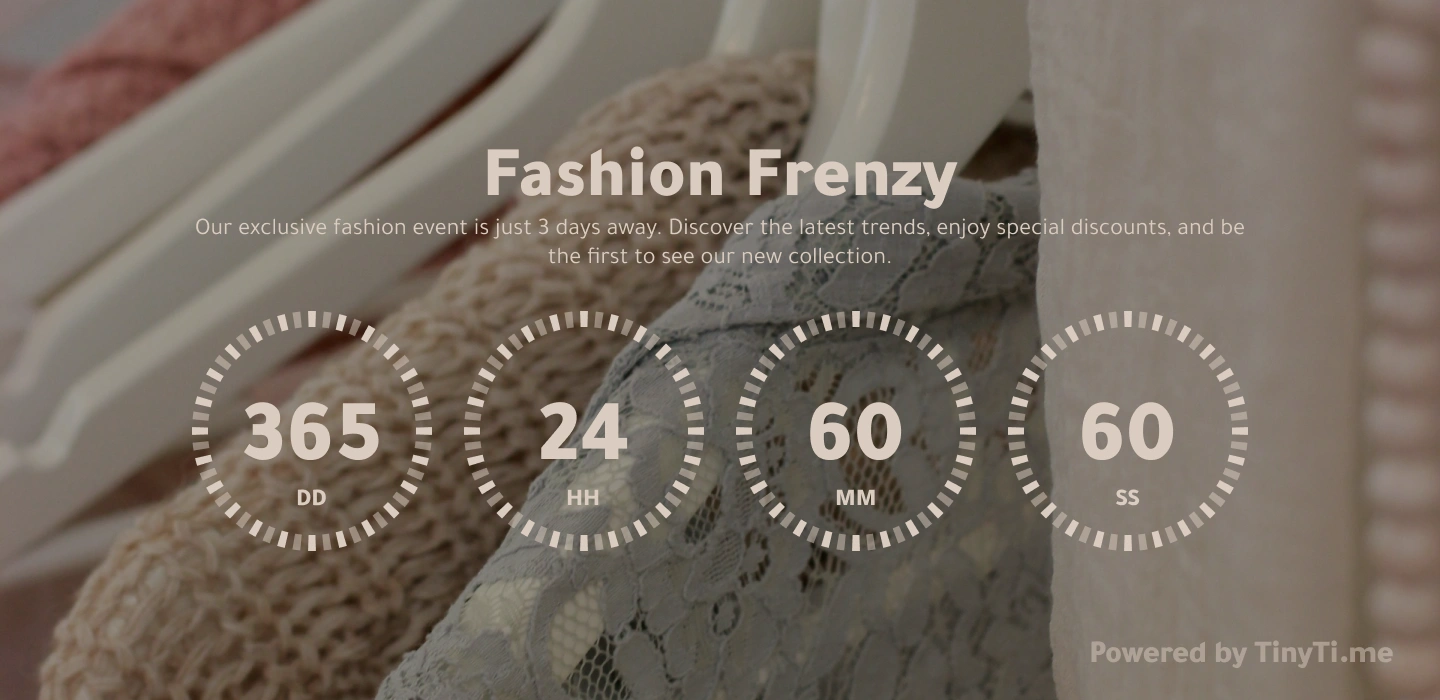 Fashion Frenzy
Our exclusive fashion event is just 3 days away. Discover the latest trends, enjoy special discounts, and be
the first to see our new collection.
365 24 60 60
DD HH MM SS
Powered by TinyTi.me